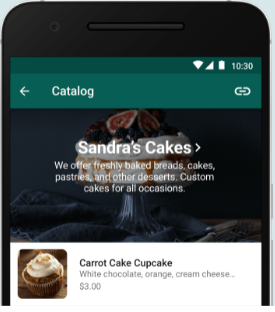 10:30
Catalog
Sandra's Cakes
We offer freshly baked breads, cakes,
pastries, and other desserts. Custom
cakes for all occasions.
Carrot Cake Cupcake
White chocolate, orange, cream cheese...
$3.00